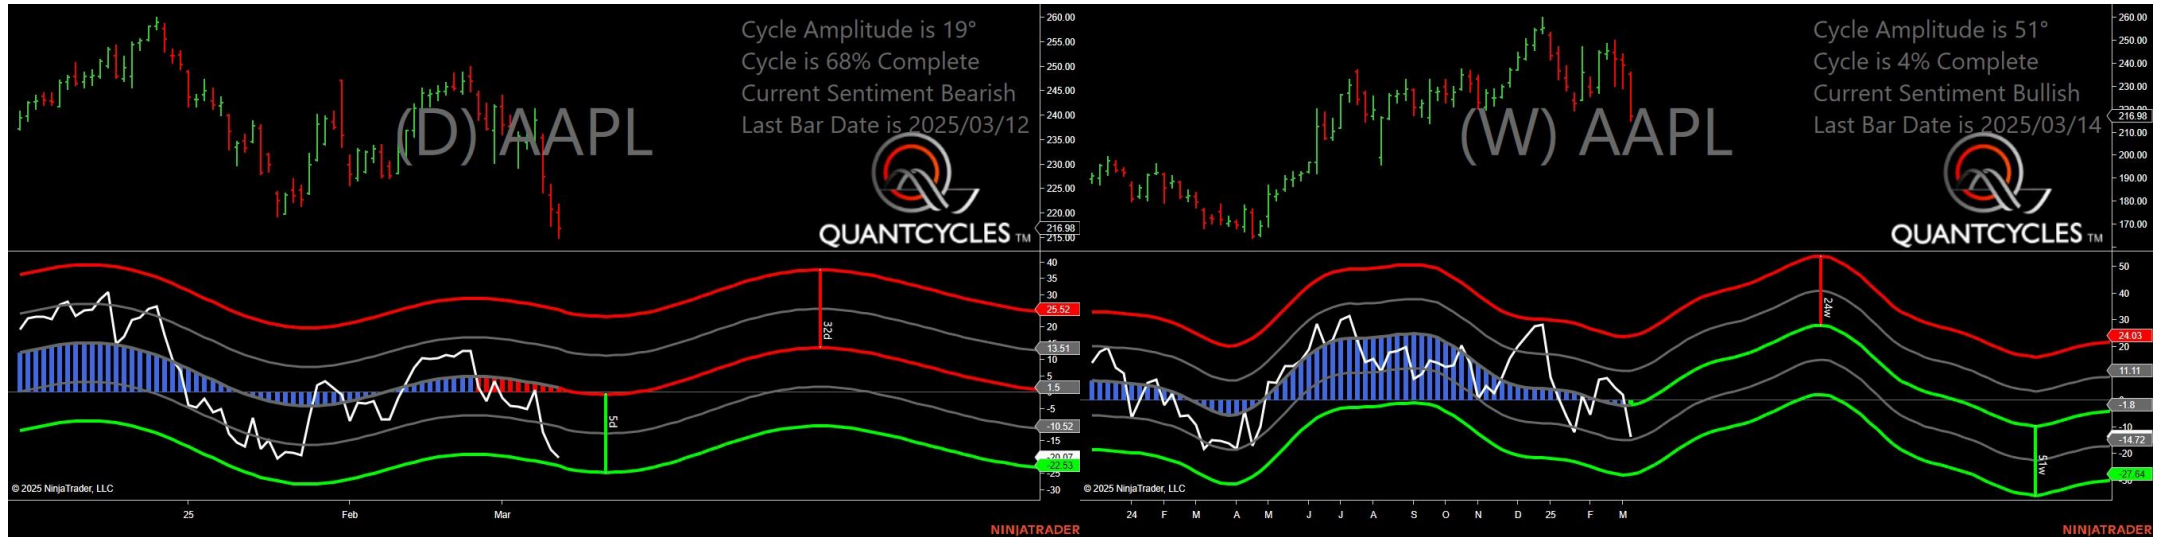 Cycle Amplitude is 19°
Cycle is 68% Complete
Current Sentiment Bearish
Last Bar Date is 2025/03/12
(D) AAPL
QUANTCYCLES TM
260.00
255.00
250.00
245.00
240.00
235.00
230.00
225.00
220.00
216.98
215.00
40
35
30
25.52
20
13.51
10
5
1.5
-5
-10.52
-15
-20.07
-22.53
-25
-30
32d
5d
© 2025 NinjaTrader, LLC
25
Feb
Mar
NINJATRADER
Cycle Amplitude is 51°
Cycle is 4% Complete
Current Sentiment Bullish
Last Bar Date is 2025/03/14
(W) AAPL
QUANTCYCLES TM
260.00
250.00
240.00
230.00
216.98
210.00
200.00
190.00
180.00
170.00
50
40
30
24.03
20
11.11
-1.8
-10
-14.72
-20
-27.64
24w
51w
© 2025 NinjaTrader, LLC
24 F M A M J J A S O N D 25 F M
NINJATRADER